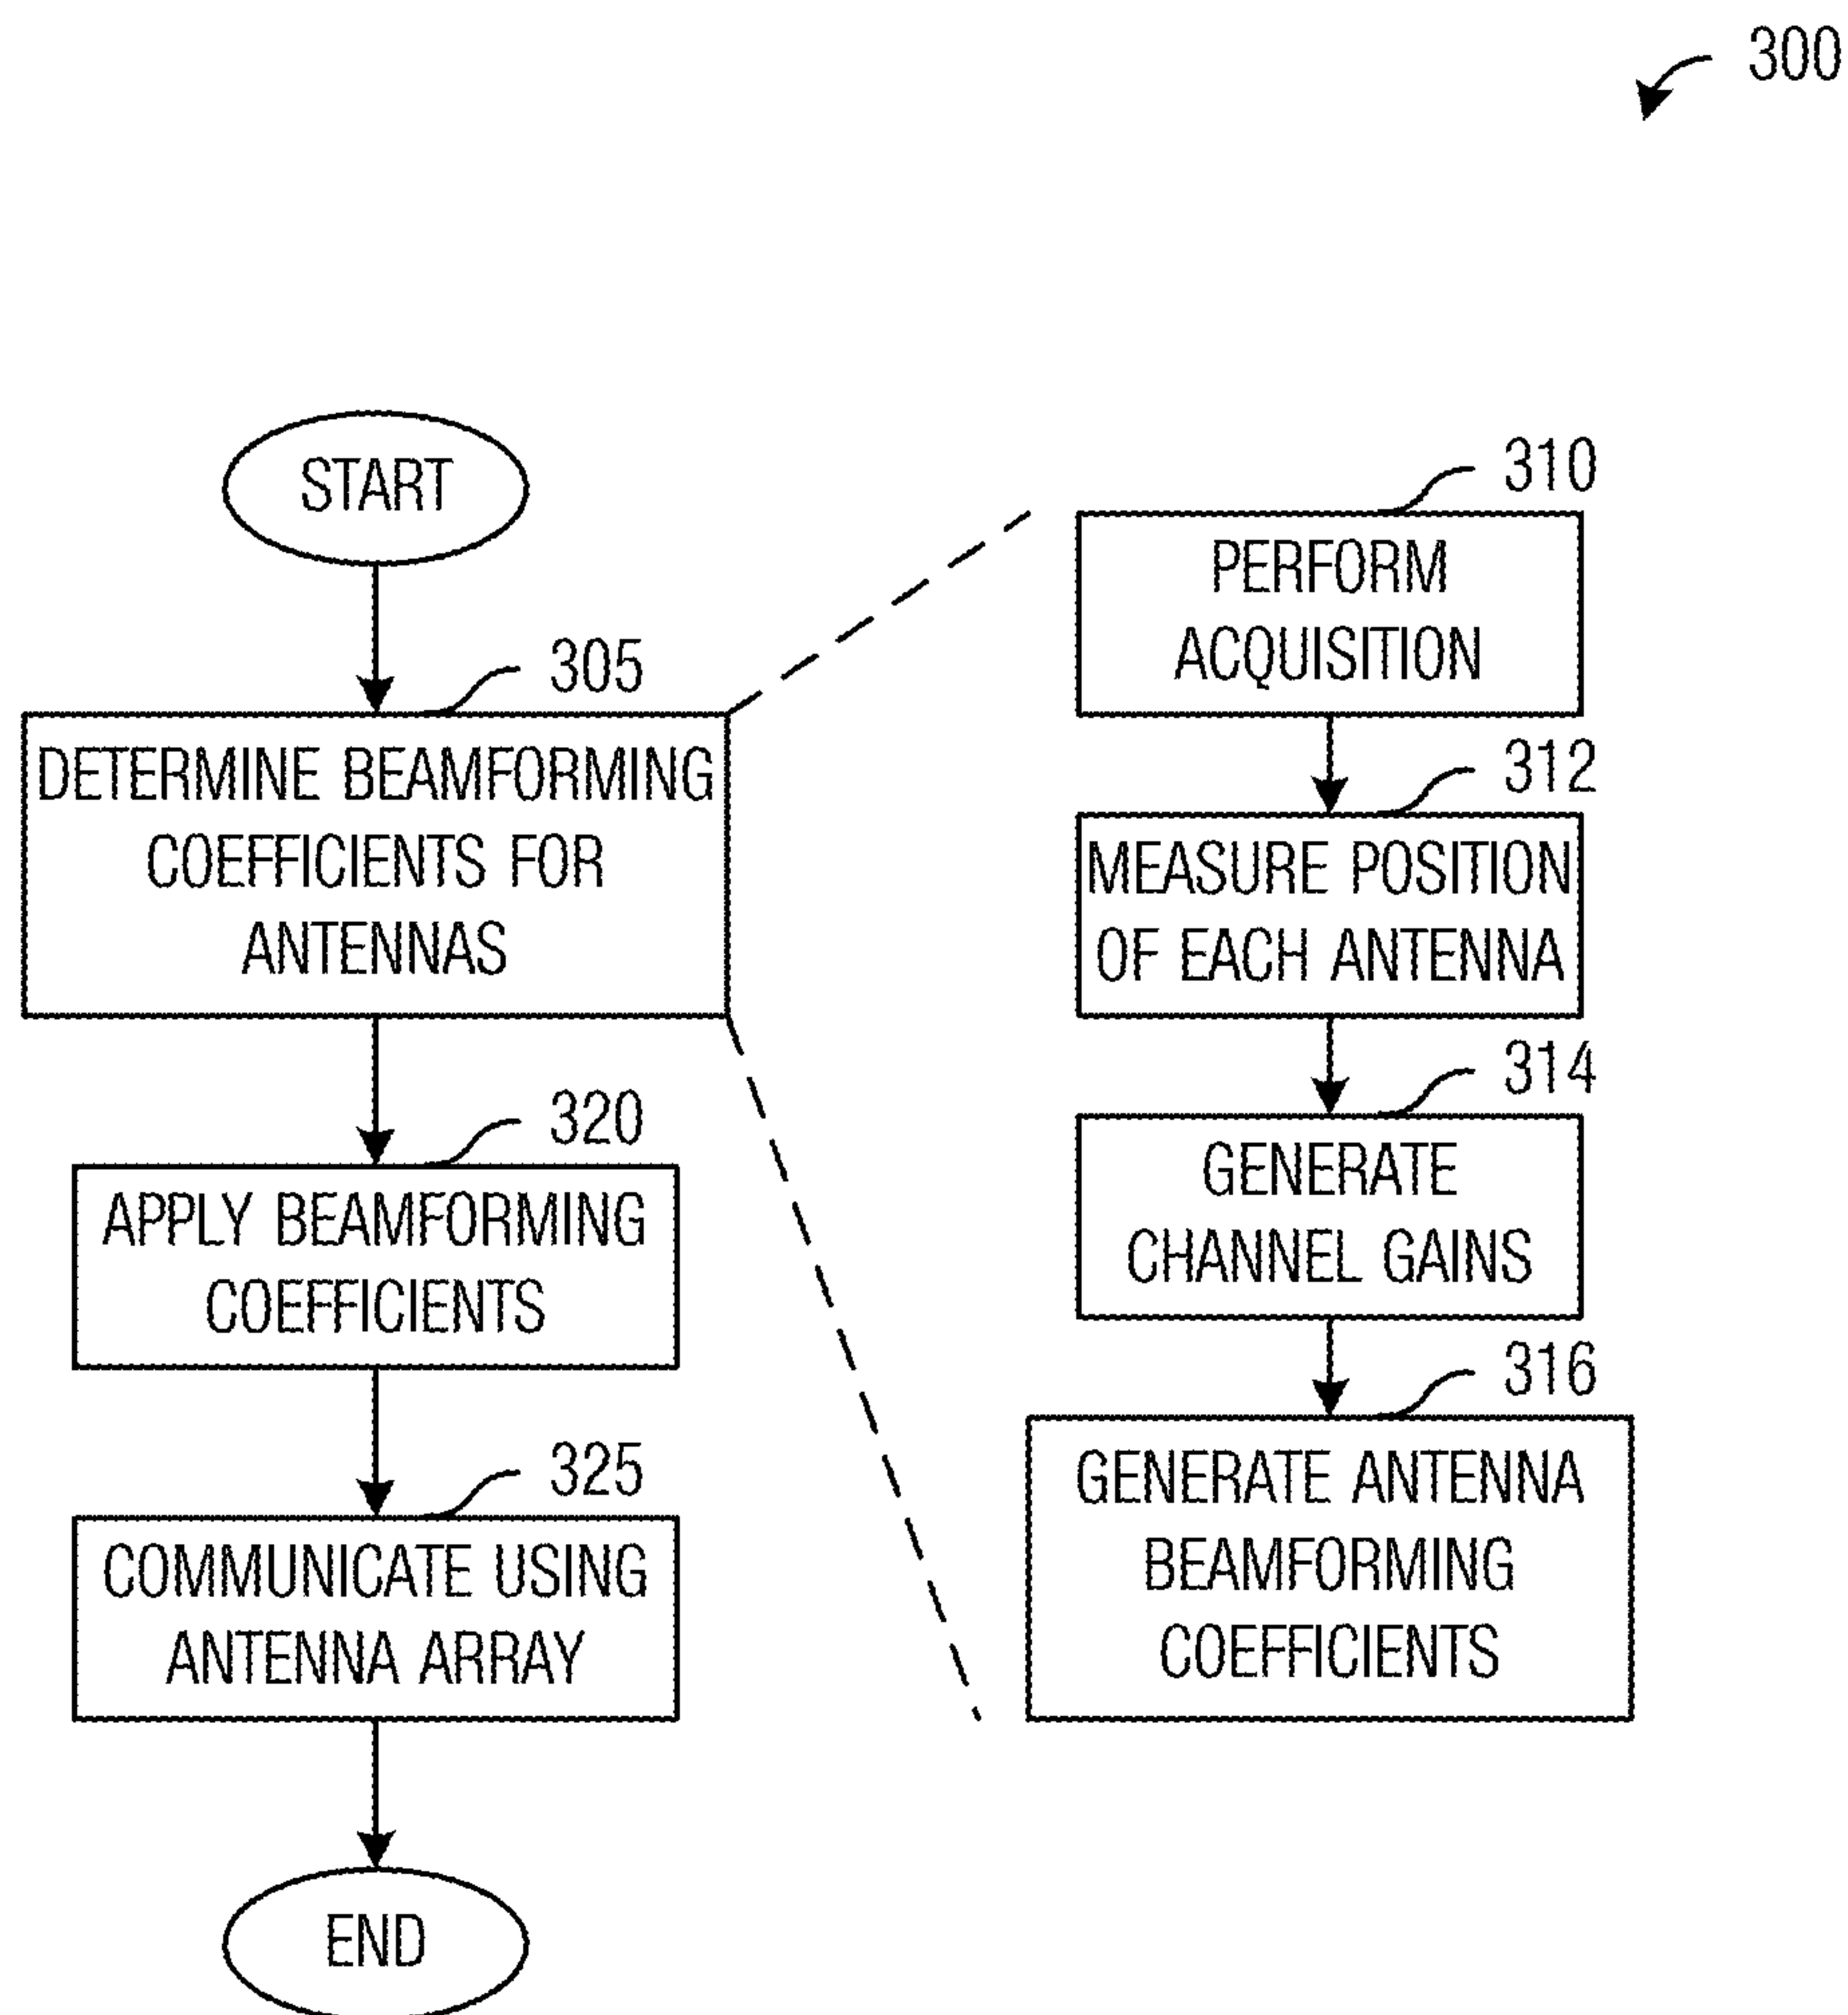 300
START
305
DETERMINE BEAMFORMING
COEFFICIENTS FOR
ANTENNAS
320
APPLY BEAMFORMING
COEFFICIENTS
325
COMMUNICATE USING
ANTENNA ARRAY
END
310
PERFORM
ACQUISITION
312
MEASURE POSITION
OF EACH ANTENNA
314
GENERATE
CHANNEL GAINS
316
GENERATE ANTENNA
BEAMFORMING
COEFFICIENTS